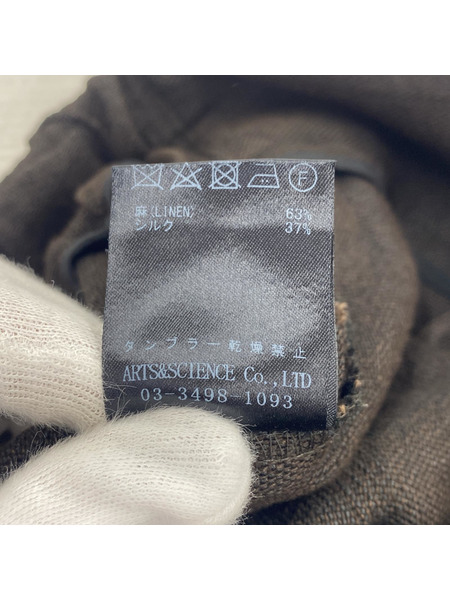 F
麻(LINEN) 63%
シルク 37%
タンブラー乾燥禁止
ARTS&SCIENCE Co.,LTD
03-3498-1093